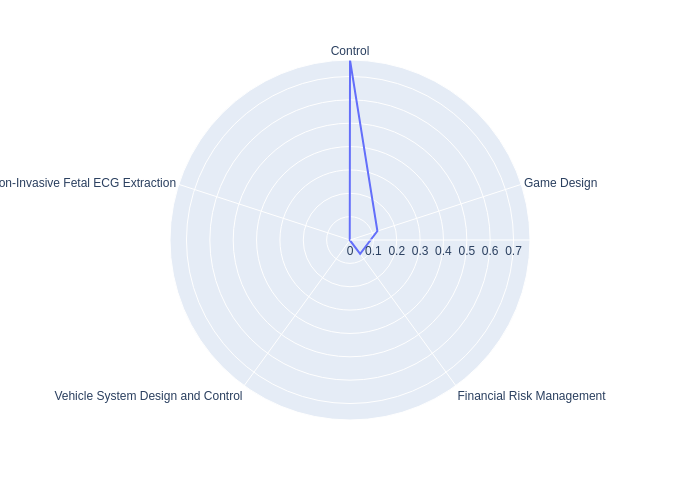 Control
on-Invasive Fetal ECG Extraction
Game Design
0 0.1 0.2 0.3 0.4 0.5 0.6 0.7
Vehicle System Design and Control
Financial Risk Management